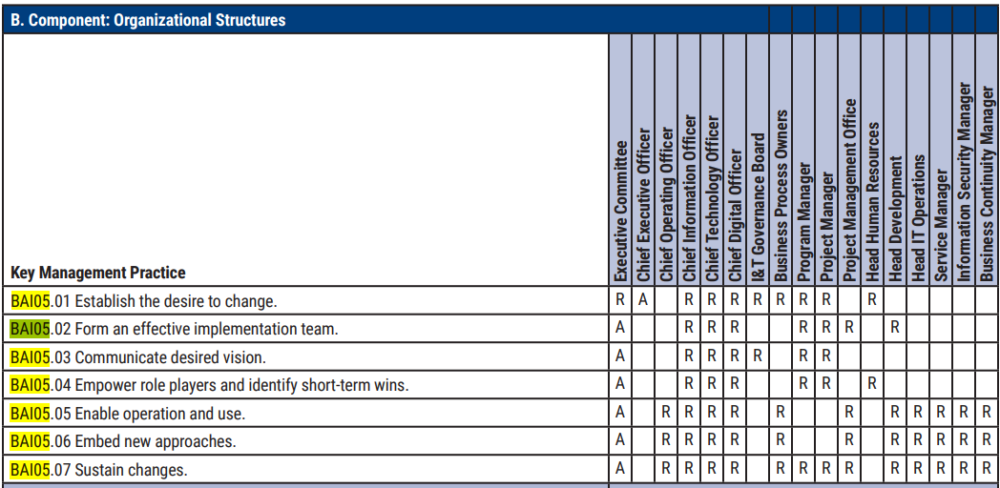 B. Component: Organizational Structures
Key Management Practice
Executive Committee
Chief Executive Officer
Chief Operating Officer
Chief Information Officer
Chief Technology Officer
Chief Digital Officer
I&T Governance Board
Business Process Owners
Program Manager
Project Manager
Project Management Office
Head Human Resources
Head Development
Head IT Operations
Service Manager
Information Security Manager
Business Continuity Manager
BAI05.01 Establish the desire to change. R A R R R R R R R R
BAI05.02 Form an effective implementation team. A R R R R R R R
BAI05.03 Communicate desired vision. A R R R R R R
BAI05.04 Empower role players and identify short-term wins. A R R R R R R
BAI05.05 Enable operation and use. A R R R R R R R R R R R
BAI05.06 Embed new approaches. A R R R R R R R R R R R
BAI05.07 Sustain changes. A R R R R R R R R R R R R R